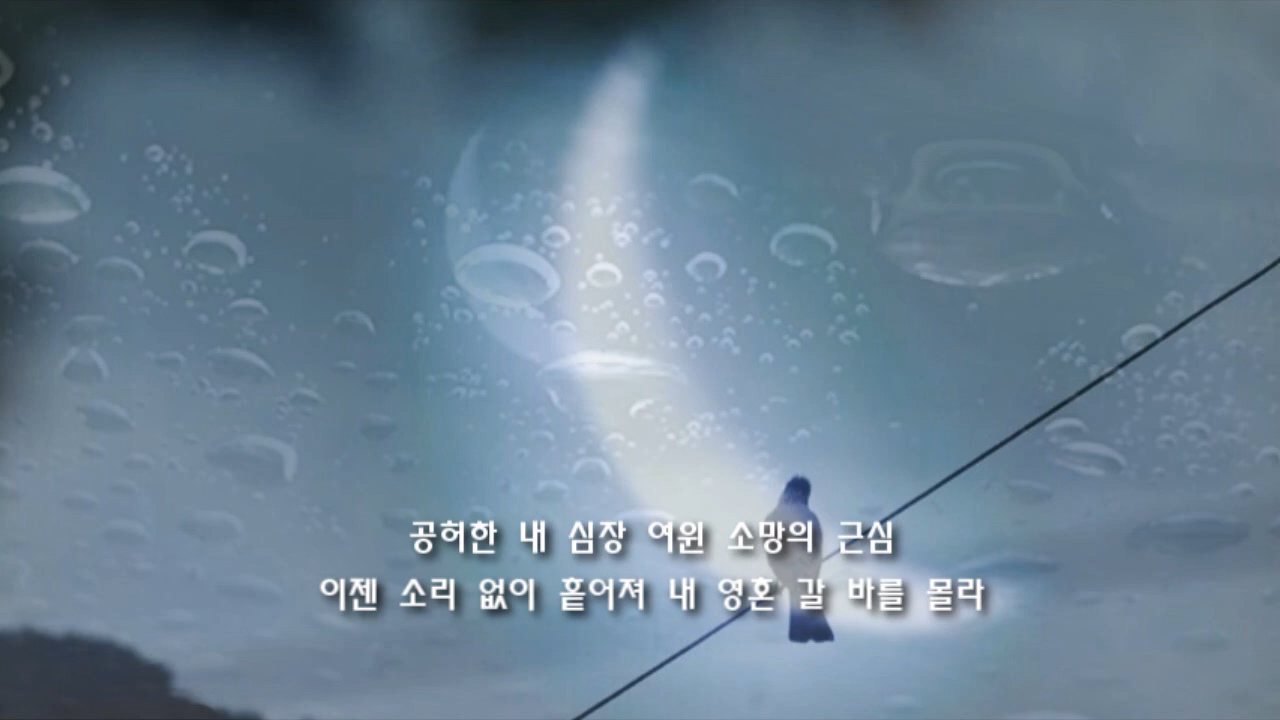 공허한 내 심장 여윈 소망의 근심
이젠 소리 없이 흩어져 내 영혼 갈 바를 몰라